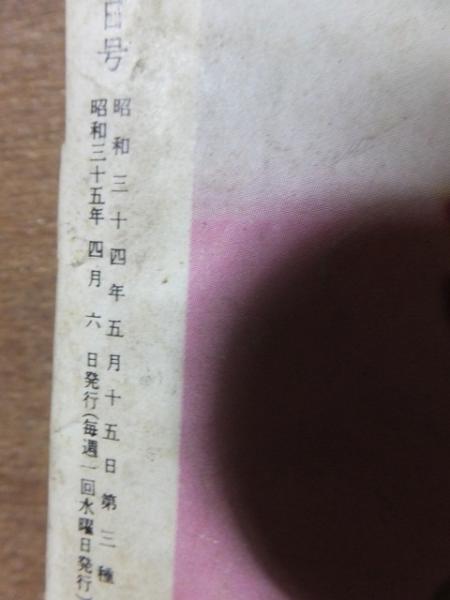 日号
昭和三十四年五月十五日第三種
昭和三十五年四月六日発行(毎週一回水曜日発行)